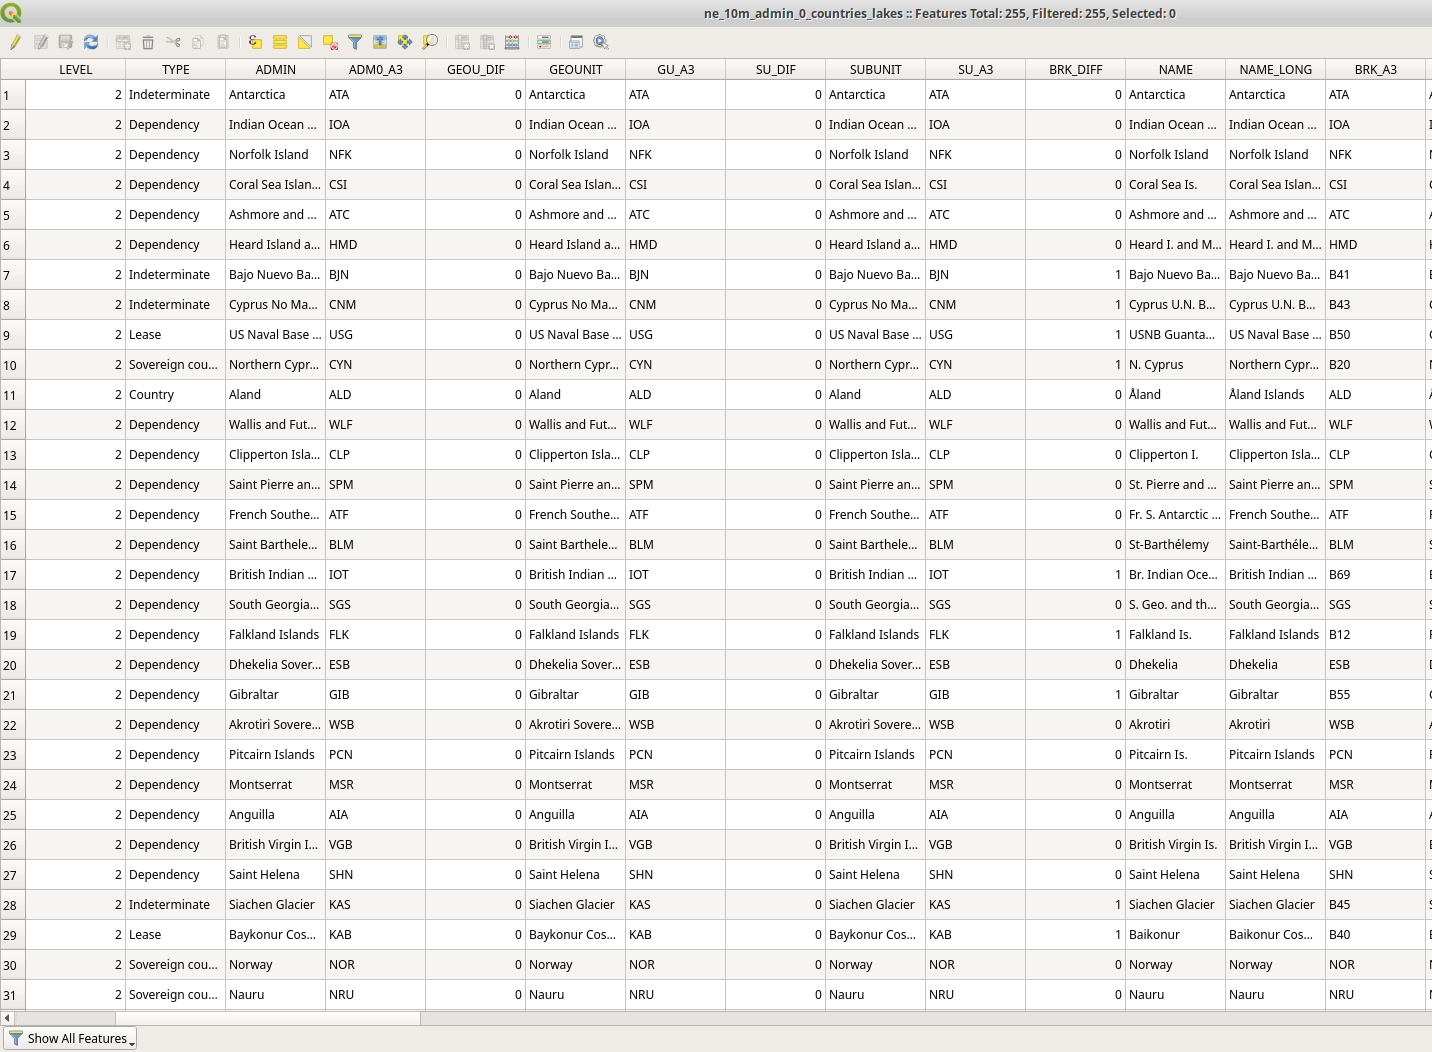 ne_10m_admin_0_countries_lakes :: Features Total: 255, Filtered: 255, Selected: 0
LEVEL TYPE ADMIN ADM0_A3 GEOU_DIF GEOUNIT GU_A3 SU_DIF SUBUNIT SU_A3 BRK_DIFF NAME NAME_LONG BRK_A3
1 2 Indeterminate Antarctica ATA 0 Antarctica ATA 0 Antarctica ATA 0 Antarctica Antarctica ATA
2 2 Dependency Indian Ocean ... IOA 0 Indian Ocean ... IOA 0 Indian Ocean ... IOA 0 Indian Ocean ... Indian Ocean ... IOA
3 2 Dependency Norfolk Island NFK 0 Norfolk Island NFK 0 Norfolk Island NFK 0 Norfolk Island Norfolk Island NFK
4 2 Dependency Coral Sea Islan... CSI 0 Coral Sea Islan... CSI 0 Coral Sea Islan... CSI 0 Coral Sea Is. Coral Sea Islan... CSI
5 2 Dependency Ashmore and ... ATC 0 Ashmore and ... ATC 0 Ashmore and ... ATC 0 Ashmore and ... Ashmore and ... ATC
6 2 Dependency Heard Island a... HMD 0 Heard Island a... HMD 0 Heard Island a... HMD 0 Heard I. and M... Heard I. and M... HMD
7 2 Indeterminate Bajo Nuevo Ba... BJN 0 Bajo Nuevo Ba... BJN 0 Bajo Nuevo Ba... BJN 1 Bajo Nuevo Ba... Bajo Nuevo Ba... B41
8 2 Indeterminate Cyprus No Ma... CNM 0 Cyprus No Ma... CNM 0 Cyprus No Ma... CNM 1 Cyprus U.N. B... Cyprus U.N. B... B43
9 2 Lease US Naval Base ... USG 0 US Naval Base ... USG 0 US Naval Base ... USG 1 USNB Guanta... US Naval Base ... B50
10 2 Sovereign cou... Northern Cypr... CYN 0 Northern Cypr... CYN 0 Northern Cypr... CYN 1 N. Cyprus Northern Cypr... B20
11 2 Country Aland ALD 0 Aland ALD 0 Aland ALD 0 Åland Åland Islands ALD
12 2 Dependency Wallis and Fut... WLF 0 Wallis and Fut... WLF 0 Wallis and Fut... WLF 0 Wallis and Fut... Wallis and Fut... WLF
13 2 Dependency Clipperton Isla... CLP 0 Clipperton Isla... CLP 0 Clipperton Isla... CLP 0 Clipperton I. Clipperton Isla... CLP
14 2 Dependency Saint Pierre an... SPM 0 Saint Pierre an... SPM 0 Saint Pierre an... SPM 0 St. Pierre and ... Saint Pierre an... SPM
15 2 Dependency French Southe... ATF 0 French Southe... ATF 0 French Southe... ATF 0 Fr. S. Antarctic ... French Southe... ATF
16 2 Dependency Saint Barthele... BLM 0 Saint Barthele... BLM 0 Saint Barthele... BLM 0 St-Barthélemy Saint-Barthéle... BLM
17 2 Dependency British Indian ... IOT 0 British Indian ... IOT 0 British Indian ... IOT 1 Br. Indian Oce... British Indian ... B69
18 2 Dependency South Georgia... SGS 0 South Georgia... SGS 0 South Georgia... SGS 0 S. Geo. and th... South Georgia... SGS
19 2 Dependency Falkland Islands FLK 0 Falkland Islands FLK 0 Falkland Islands FLK 1 Falkland Is. Falkland Islands B12
20 2 Dependency Dhekelia Sover... ESB 0 Dhekelia Sover... ESB 0 Dhekelia Sover... ESB 0 Dhekelia Dhekelia ESB
21 2 Dependency Gibraltar GIB 0 Gibraltar GIB 0 Gibraltar GIB 1 Gibraltar Gibraltar B55
22 2 Dependency Akrotiri Sovere... WSB 0 Akrotiri Sovere... WSB 0 Akrotiri Sovere... WSB 0 Akrotiri Akrotiri WSB
23 2 Dependency Pitcairn Islands PCN 0 Pitcairn Islands PCN 0 Pitcairn Islands PCN 0 Pitcairn Is. Pitcairn Islands PCN
24 2 Dependency Montserrat MSR 0 Montserrat MSR 0 Montserrat MSR 0 Montserrat Montserrat MSR
25 2 Dependency Anguilla AIA 0 Anguilla AIA 0 Anguilla AIA 0 Anguilla Anguilla AIA
26 2 Dependency British Virgin I... VGB 0 British Virgin I... VGB 0 British Virgin I... VGB 0 British Virgin Is. British Virgin I... VGB
27 2 Dependency Saint Helena SHN 0 Saint Helena SHN 0 Saint Helena SHN 0 Saint Helena Saint Helena SHN
28 2 Indeterminate Siachen Glacier KAS 0 Siachen Glacier KAS 0 Siachen Glacier KAS 1 Siachen Glacier Siachen Glacier B45
29 2 Lease Baykonur Cos... KAB 0 Baykonur Cos... KAB 0 Baykonur Cos... KAB 1 Baikonur Baikonur Cos... B40
30 2 Sovereign cou... Norway NOR 0 Norway NOR 0 Norway NOR 0 Norway Norway NOR
31 2 Sovereign cou... Nauru NRU 0 Nauru NRU 0 Nauru NRU 0 Nauru Nauru NRU
Show All Features